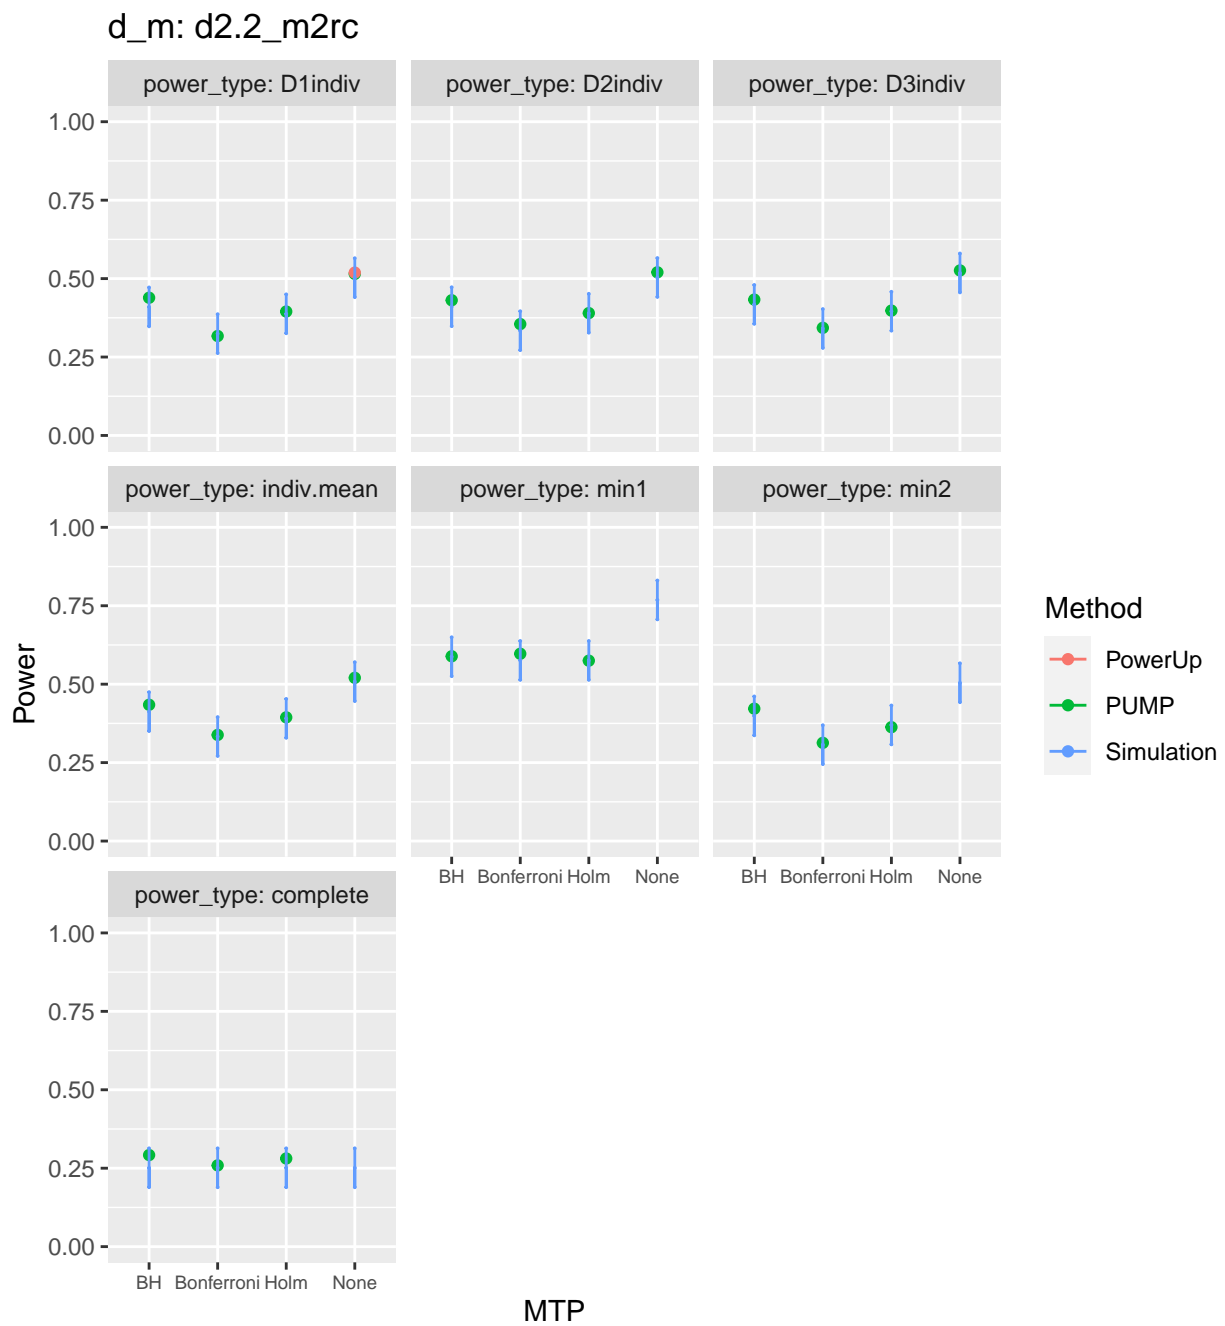 d_m: d2.2_m2rc
power_type: D1indiv
power_type: D2indiv
power_type: D3indiv
1.00
0.75
0.50
0.25
0.00
power_type: indiv.mean
power_type: min1
power_type: min2
1.00
0.75
0.50
0.25
0.00
BH Bonferroni Holm None
BH Bonferroni Holm None
power_type: complete
1.00
0.75
0.50
0.25
0.00
BH Bonferroni Holm None
MTP
Power
Method
PowerUp
PUMP
Simulation